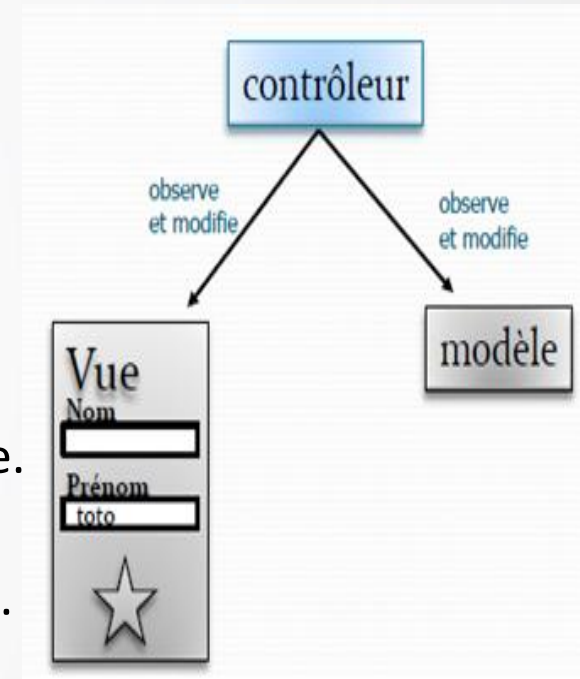 contrôleur
observe
et modifie
observe
et modifie
modèle
Vue
Nom
Prénom
toto
e.
.